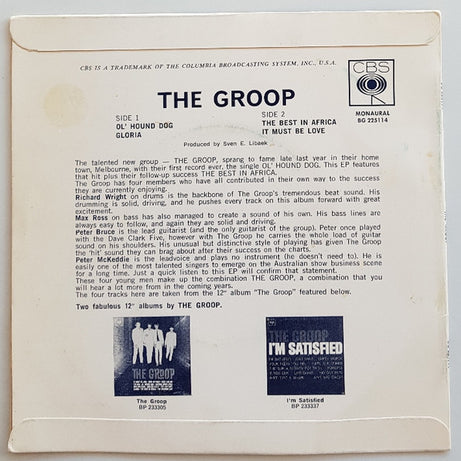 CBS IS A TRADEMARK OF THE COLUMBIA BROADCASTING SYSTEM, INC., U.S.A.
CBS
MONAURAL
BG 225114
THE GROOP
SIDE 1
OL' HOUND DOG
GLORIA
SIDE 2
THE BEST IN AFRICA
IT MUST BE LOVE
Produced by Sven E. Libaek
The talented new group — THE GROOP, sprang to fame late last year in their home
town, Melbourne, with their first ever record, the single OL' HOUND DOG. This EP features
that hit plus their follow-up success THE BEST IN AFRICA.
The Groop has four members who have all contributed in their own way to the success
they are currently enjoying.
Richard Wright on drums is the backbone of The Groop's tremendous beat sound. His
drumming is solid, driving, and he pushes every track on this album forward with great
excitement.
Max Ross on bass has also managed to create a sound of his own. His bass lines are
always easy to follow, and again they are solid and driving.
Peter Bruce is the lead guitarist (and the only guitarist of the group). Peter once played
with the Dave Clark Five, however with The Groop he carries the whole load of guitar
sound on his shoulders. His unusual but distinctive style of playing has given The Groop
the 'hit' sound they can brag about after their success on the charts.
Peter McKeddie is the leadvoice and plays no instrument (he doesn't need to). He is
easily one of the most talented singers to emerge on the Australian show business scene
for a long time. Just a quick listen to this EP will confirm that statement.
These four young men make up the combination THE GROOP, a combination that you
will hear a lot more from in the coming years.
The four tracks here are taken from the 12" album "The Groop" featured below.
Two fabulous 12" albums by THE GROOP.
THE GROOP
THE GROOP
I'M SATISFIED
The Groop
BP 233305
I'm Satisfied
BP 233337